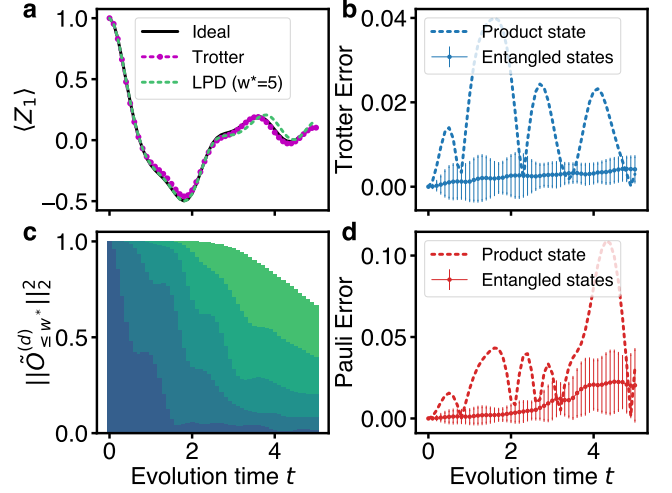 a
Ideal
Trotter
LPD (w*=5)
1.0
0.5
0.0
−0.5
⟨Z₁⟩
b
Product state
Entangled states
0.04
0.02
0.00
Trotter Error
c
1.0
0.5
0.0
||Õ^{(d)}_{≤w*}||²₂
0
2
4
Evolution time t
d
Product state
Entangled states
0.10
0.05
0.00
Pauli Error
0
2
4
Evolution time t